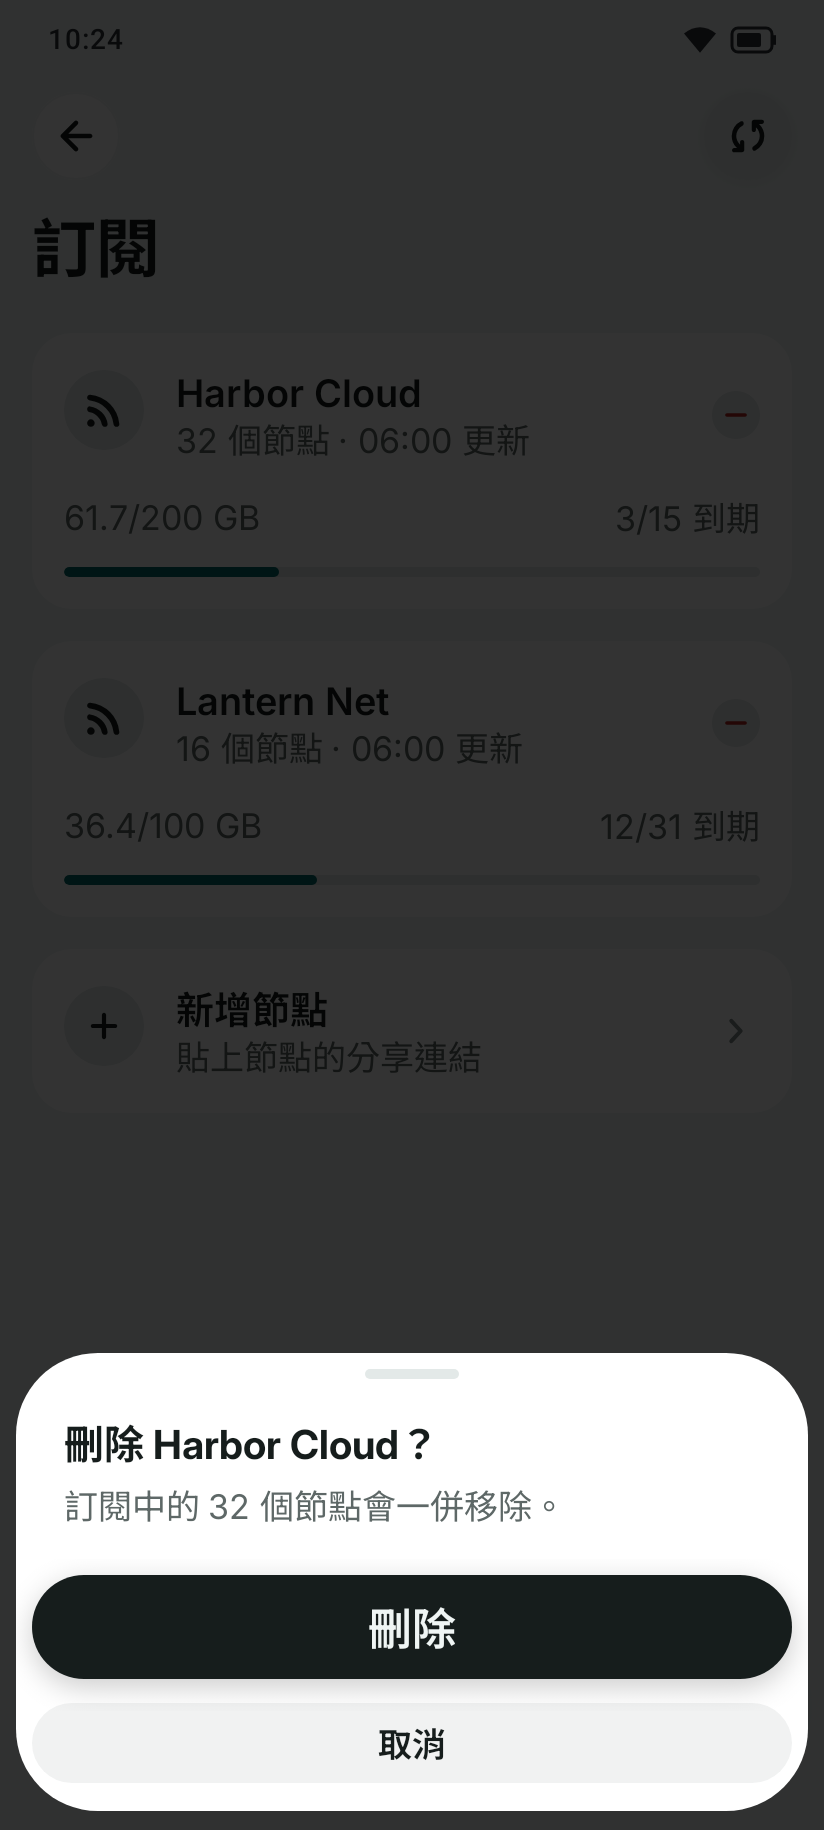 10:24
訂閱
Harbor Cloud
32 個節點 · 06:00 更新
61.7/200 GB
3/15 到期
Lantern Net
16 個節點 · 06:00 更新
36.4/100 GB
12/31 到期
新增節點
貼上節點的分享連結
刪除 Harbor Cloud？
訂閱中的 32 個節點會一併移除。
刪除
取消